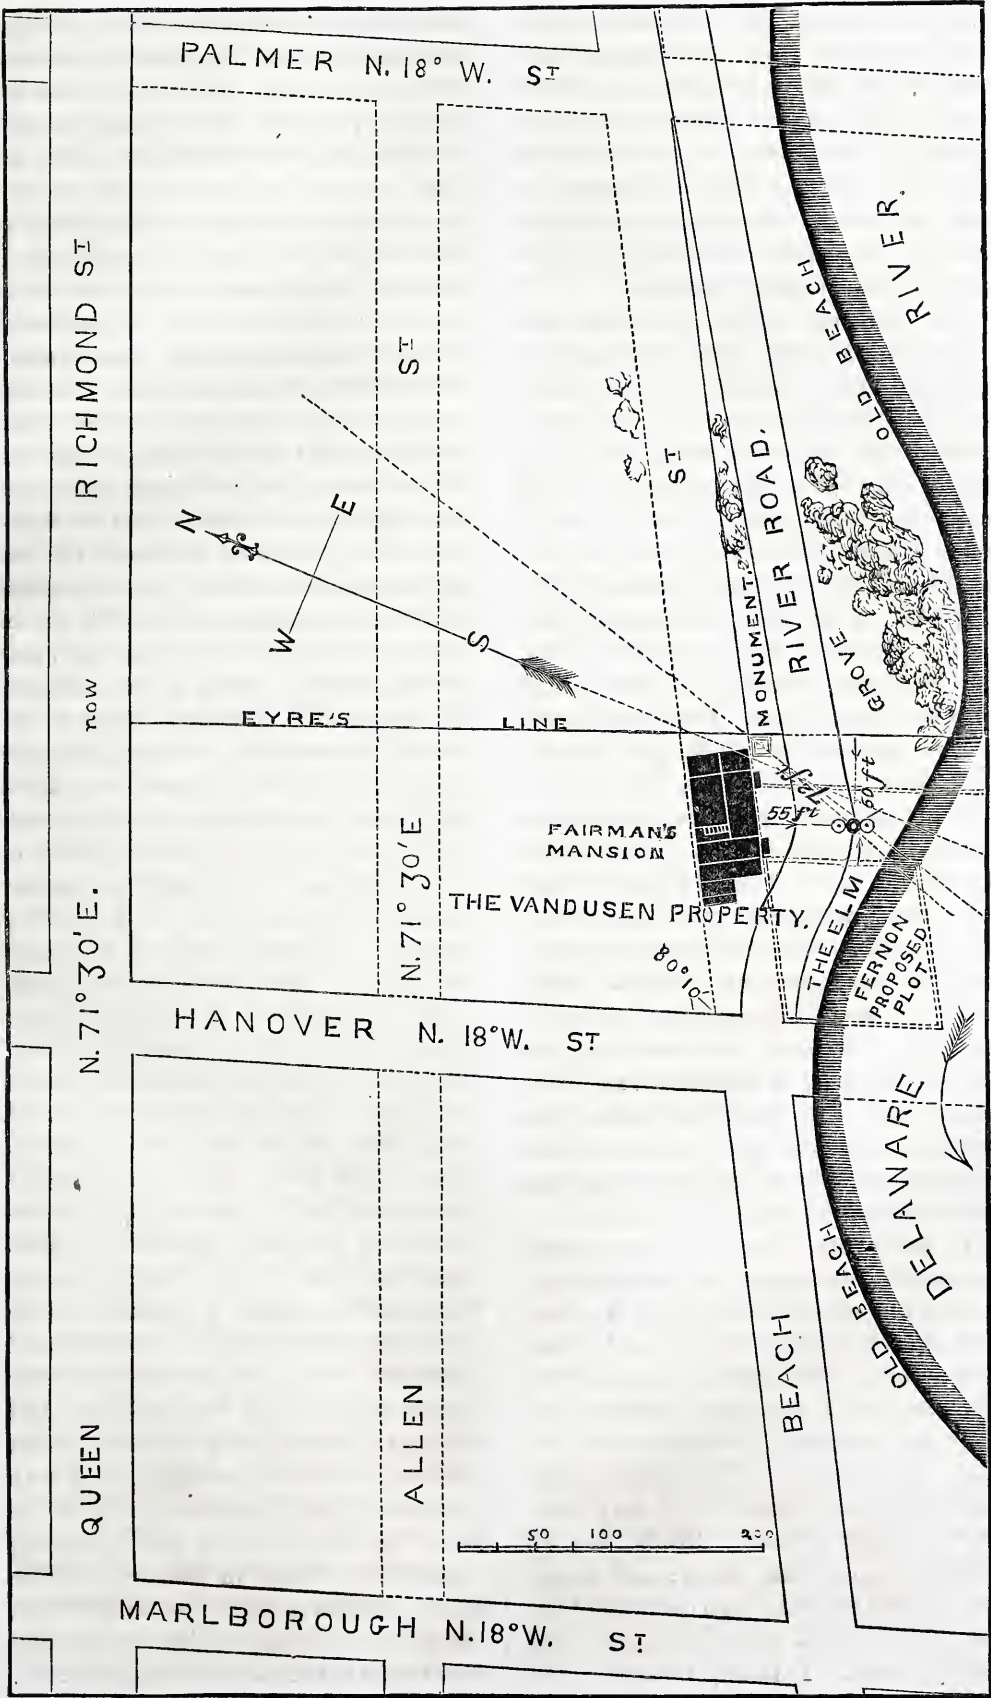 PALMER N. 18° W. ST
QUEEN now RICHMOND ST
N. 71° 30' E.
ALLEN ST
N. 71° 30' E
N
E
W
S
EYRE'S LINE
ST
RIVER ROAD.
MONUMENT.
GROVE
OLD BEACH
RIVER.
FAIRMAN'S
MANSION
55 ft
72 ft
60 ft
THE VANDUSEN PROPERTY.
THE ELM
FERNON
PROPOSED
PLOT
HANOVER N. 18° W. ST
DELAWARE
OLD BEACH
BEACH
50 100 200
MARLBOROUGH N. 18° W. ST